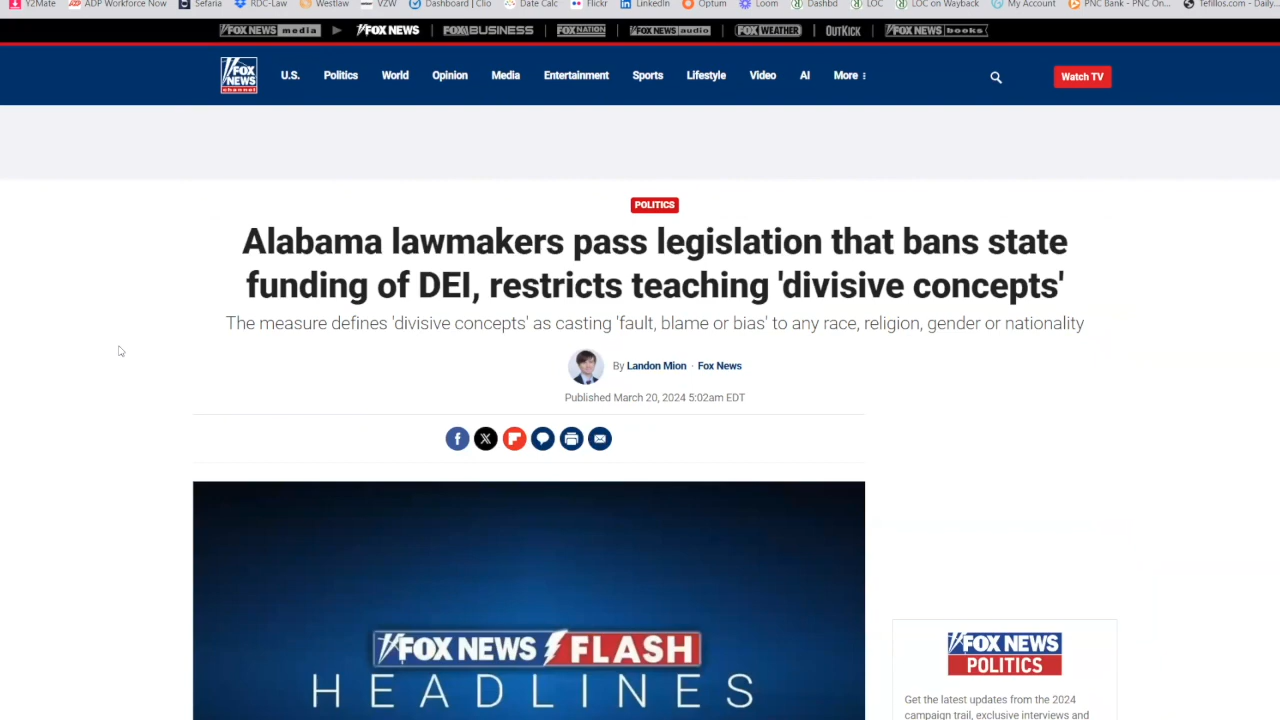 Y2Mate ADP Workforce Now Sefaria RDC-Law Westlaw VZW Dashboard | Clio Date Calc Flickr LinkedIn Optum Loom Dashbd LOC LOC on Wayback My Account PNC Bank - PNC On... Tefillos.com - Daily...
FOX NEWS media FOX NEWS FOX BUSINESS FOX NATION FOX NEWS audio FOX WEATHER OUTKICK FOX NEWS books
FOX NEWS channel
U.S. Politics World Opinion Media Entertainment Sports Lifestyle Video AI More Watch TV
POLITICS
Alabama lawmakers pass legislation that bans state
funding of DEI, restricts teaching 'divisive concepts'
The measure defines 'divisive concepts' as casting 'fault, blame or bias' to any race, religion, gender or nationality
By Landon Mion · Fox News
Published March 20, 2024 5:02am EDT
FOX NEWS FLASH
HEADLINES
FOX NEWS
POLITICS
Get the latest updates from the 2024
campaign trail, exclusive interviews and